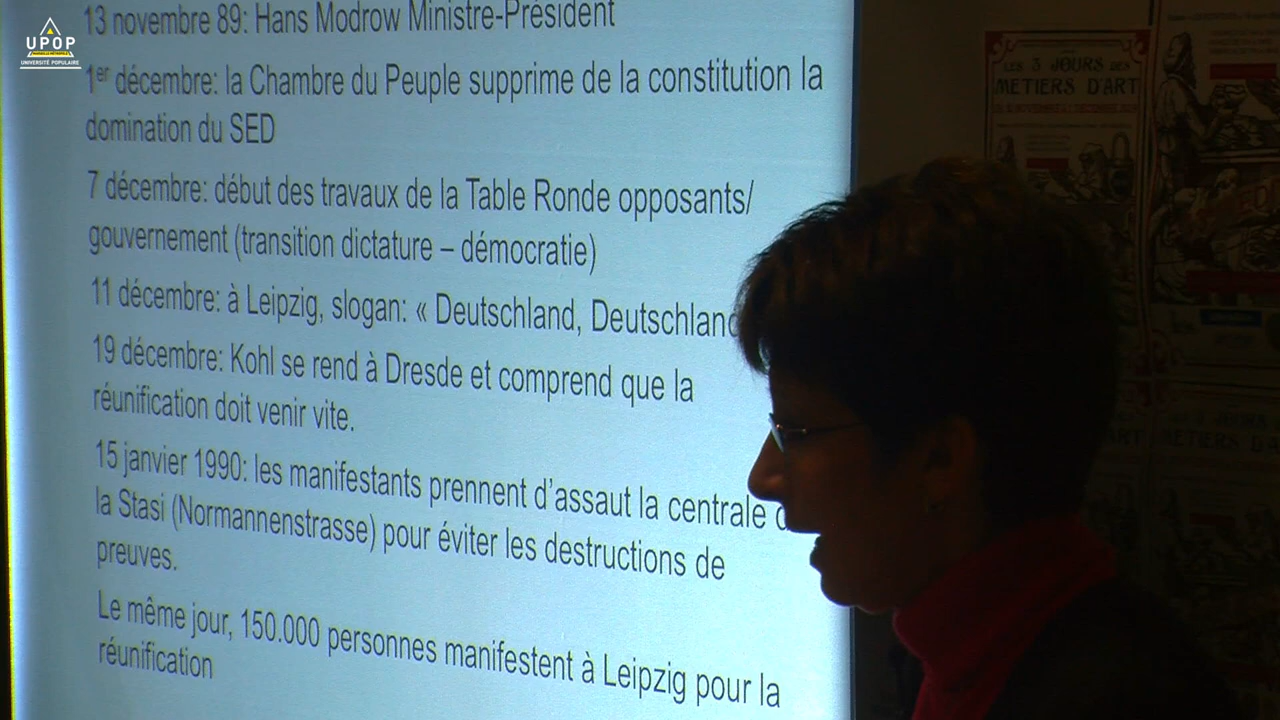 UPOP
UNIVERSITÉ POPULAIRE
13 novembre 89: Hans Modrow Ministre-Président
1er décembre: la Chambre du Peuple supprime de la constitution la
domination du SED
7 décembre: début des travaux de la Table Ronde opposants/
gouvernement (transition dictature – démocratie)
11 décembre: à Leipzig, slogan: « Deutschland, Deutschland
19 décembre: Kohl se rend à Dresde et comprend que la
réunification doit venir vite.
15 janvier 1990: les manifestants prennent d’assaut la centrale
la Stasi (Normannenstrasse) pour éviter les destructions de
preuves.
Le même jour, 150.000 personnes manifestent à Leipzig pour la
réunification
LES 3 JOURS DES
METIERS D'ART